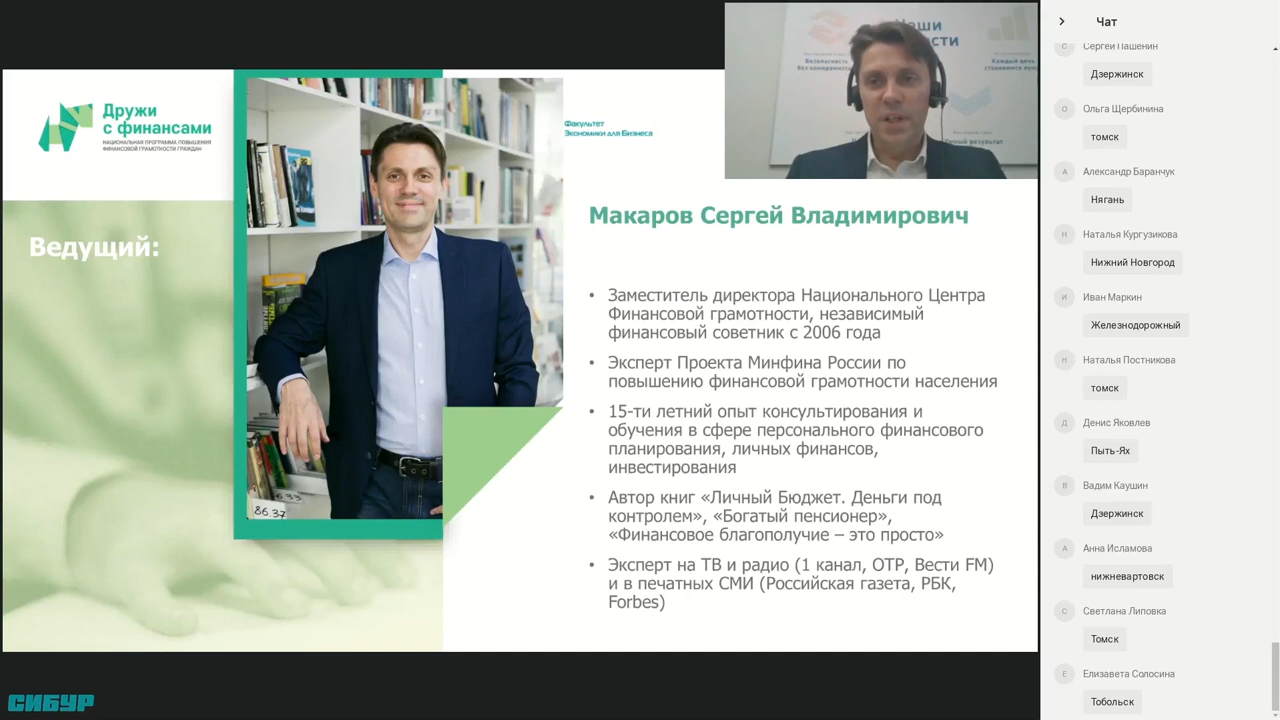 Дружи
с финансами
НАЦИОНАЛЬНАЯ ПРОГРАММА ПОВЫШЕНИЯ
ФИНАНСОВОЙ ГРАМОТНОСТИ ГРАЖДАН
Факультет
Экономики для Бизнеса
Ведущий:
86.37
Макаров Сергей Владимирович
• Заместитель директора Национального Центра
Финансовой грамотности, независимый
финансовый советник с 2006 года
• Эксперт Проекта Минфина России по
повышению финансовой грамотности населения
• 15-ти летний опыт консультирования и
обучения в сфере персонального финансового
планирования, личных финансов,
инвестирования
• Автор книг «Личный Бюджет. Деньги под
контролем», «Богатый пенсионер»,
«Финансовое благополучие – это просто»
• Эксперт на ТВ и радио (1 канал, ОТР, Вести FM)
и в печатных СМИ (Российская газета, РБК,
Forbes)
СИБУР
Чат
С
Сергей Пашенин
Дзержинск
О
Ольга Щербинина
томск
А
Александр Баранчук
Нягань
Н
Наталья Кургузикова
Нижний Новгород
И
Иван Маркин
Железнодорожный
Н
Наталья Постникова
томск
Д
Денис Яковлев
Пыть-Ях
В
Вадим Каушин
Дзержинск
А
Анна Исламова
нижневартовск
С
Светлана Липовка
Томск
Е
Елизавета Солосина
Тобольск